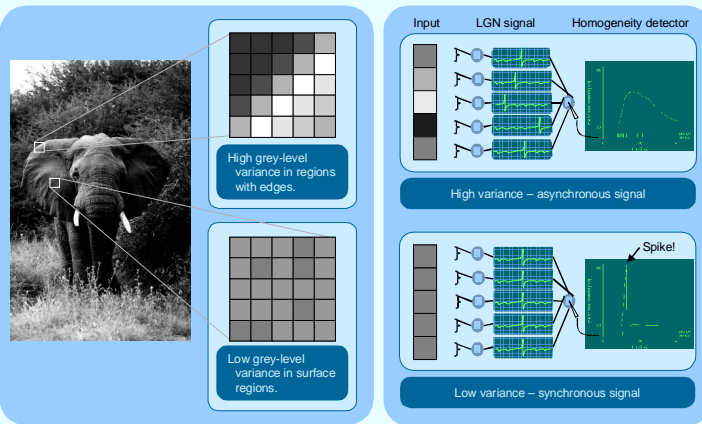 High grey-level
variance in regions
with edges.
Low grey-level
variance in surface
regions.
Input LGN signal Homogeneity detector
High variance – asynchronous signal
Spike!
Low variance – synchronous signal